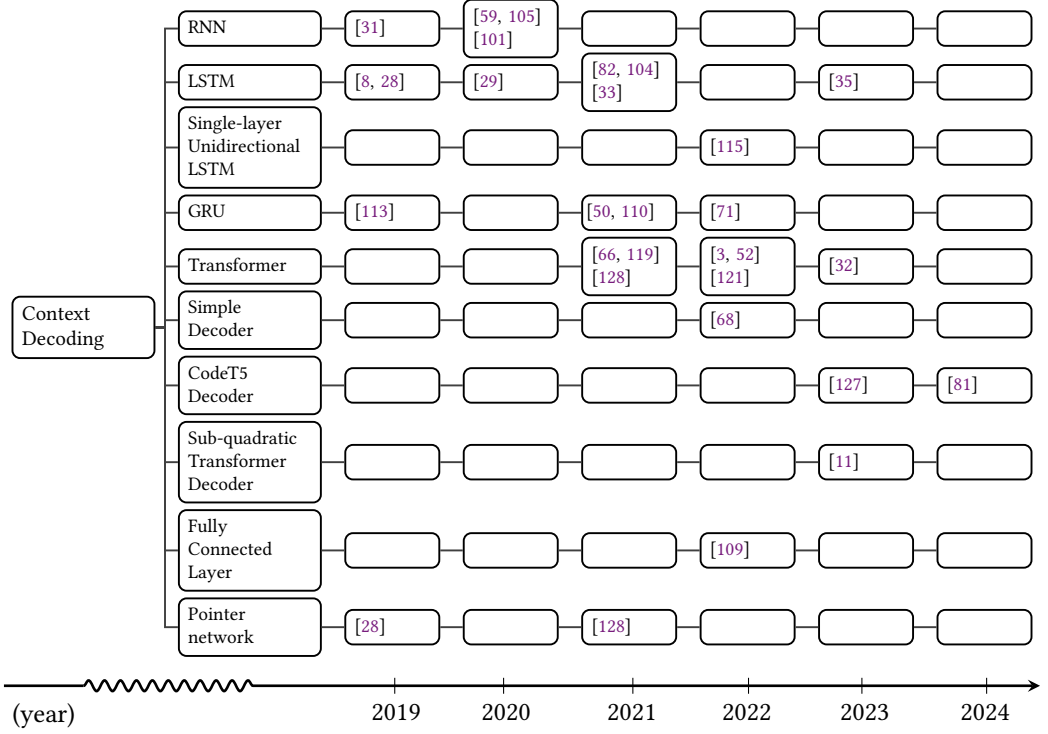 RNN
[31]
[59, 105]
[101]
LSTM
[8, 28]
[29]
[82, 104]
[33]
[35]
Single-layer
Unidirectional
LSTM
[115]
GRU
[113]
[50, 110]
[71]
Transformer
[66, 119]
[128]
[3, 52]
[121]
[32]
Context
Decoding
Simple
Decoder
[68]
CodeT5
Decoder
[127]
[81]
Sub-quadratic
Transformer
Decoder
[11]
Fully
Connected
Layer
[109]
Pointer
network
[28]
[128]
(year)
2019
2020
2021
2022
2023
2024